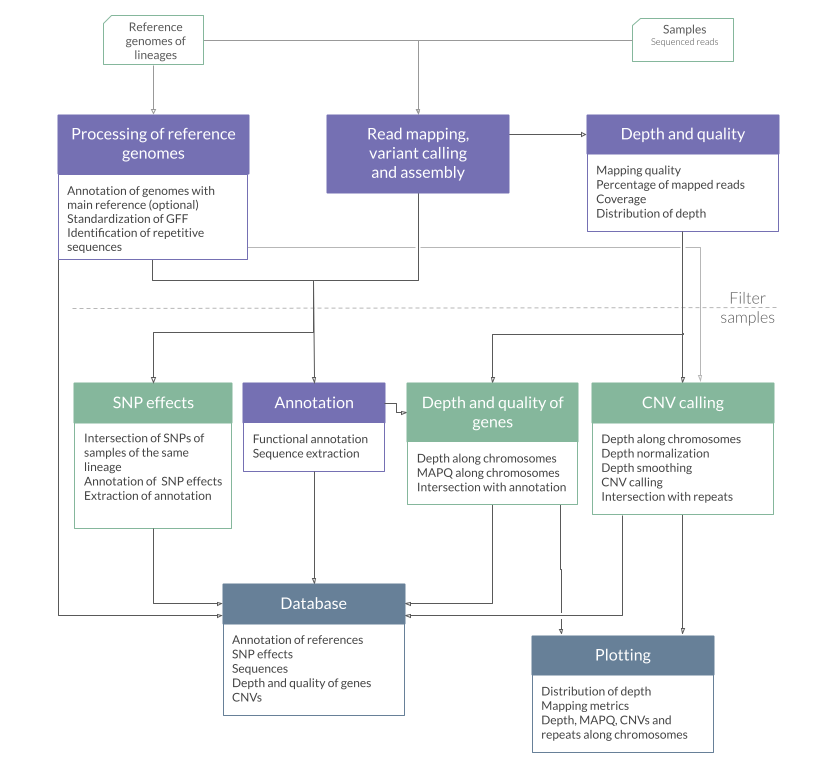 Reference
genomes of
lineages
Samples
Sequenced reads
Processing of reference
genomes
Annotation of genomes with
main reference (optional)
Standardization of GFF
Identification of repetitive
sequences
Read mapping,
variant calling
and assembly
Depth and quality
Mapping quality
Percentage of mapped reads
Coverage
Distribution of depth
Filter
samples
SNP effects
Intersection of SNPs of
samples of the same
lineage
Annotation of SNP effects
Extraction of annotation
Annotation
Functional annotation
Sequence extraction
Depth and quality of
genes
Depth along chromosomes
MAPQ along chromosomes
Intersection with annotation
CNV calling
Depth along chromosomes
Depth normalization
Depth smoothing
CNV calling
Intersection with repeats
Database
Annotation of references
SNP effects
Sequences
Depth and quality of genes
CNVs
Plotting
Distribution of depth
Mapping metrics
Depth, MAPQ, CNVs and
repeats along chromosomes